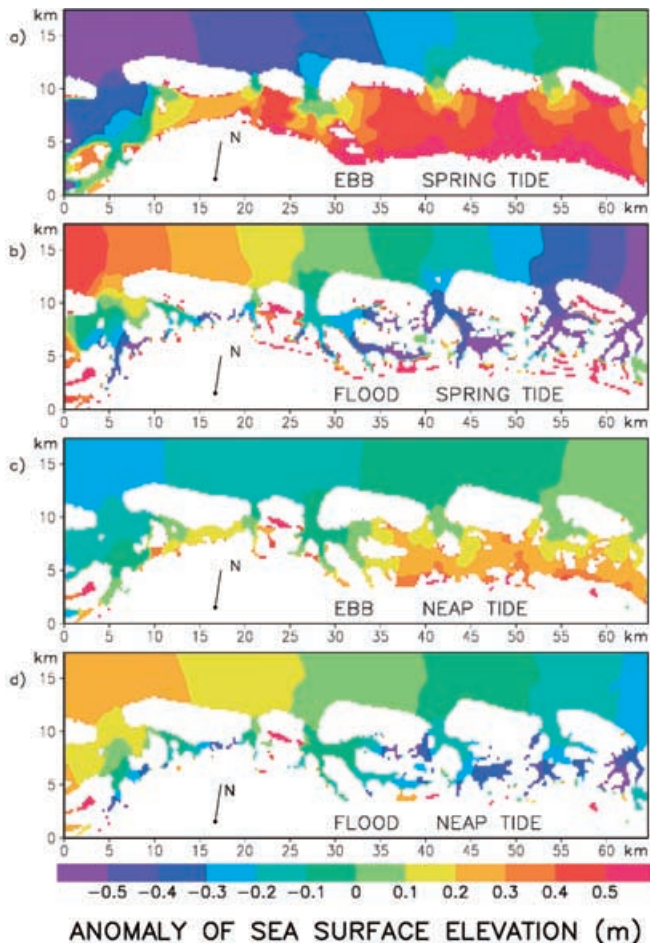 km
15
a)
10
5
0
N
EBB SPRING TIDE
0 5 10 15 20 25 30 35 40 45 50 55 60 km
km
15
b)
10
5
0
N
FLOOD SPRING TIDE
0 5 10 15 20 25 30 35 40 45 50 55 60 km
km
15
c)
10
5
0
N
EBB NEAP TIDE
0 5 10 15 20 25 30 35 40 45 50 55 60 km
km
15
d)
10
5
0
N
FLOOD NEAP TIDE
0 5 10 15 20 25 30 35 40 45 50 55 60 km
−0.5 −0.4 −0.3 −0.2 −0.1 0 0.1 0.2 0.3 0.4 0.5
ANOMALY OF SEA SURFACE ELEVATION (m)